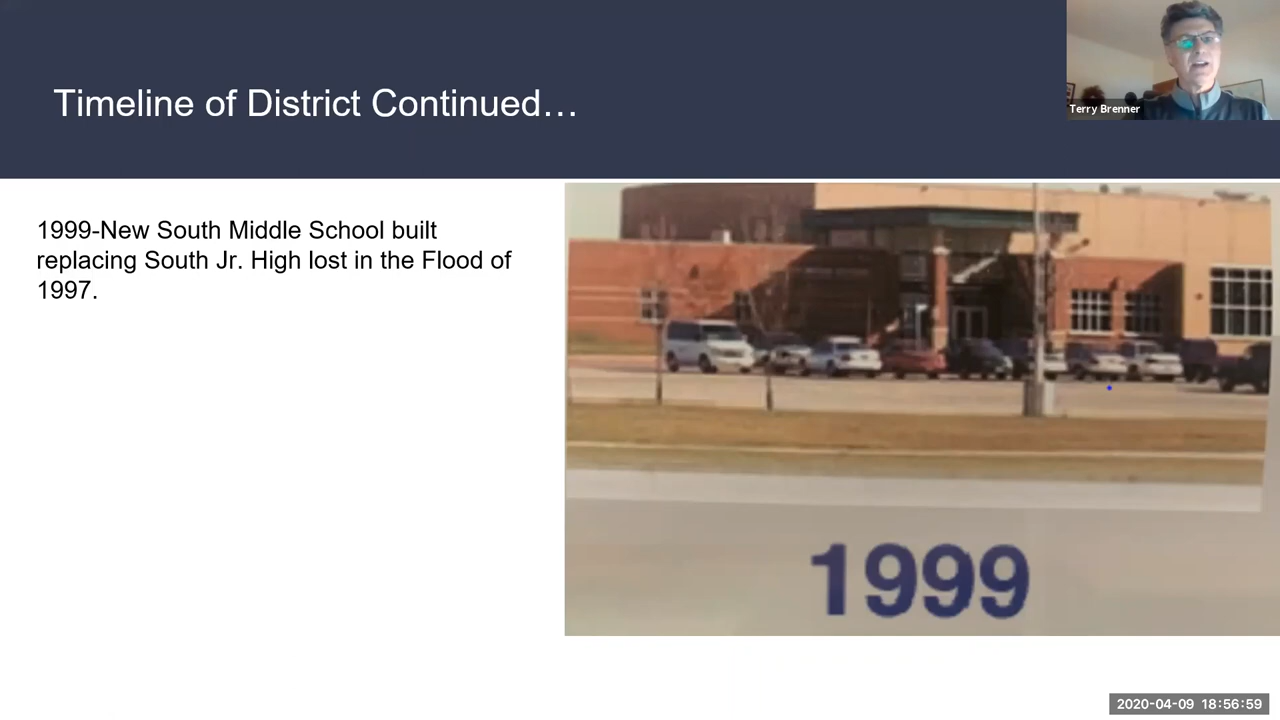 Timeline of District Continued…
Terry Brenner
1999-New South Middle School built
replacing South Jr. High lost in the Flood of
1997.
1999
2020-04-09 18:56:59